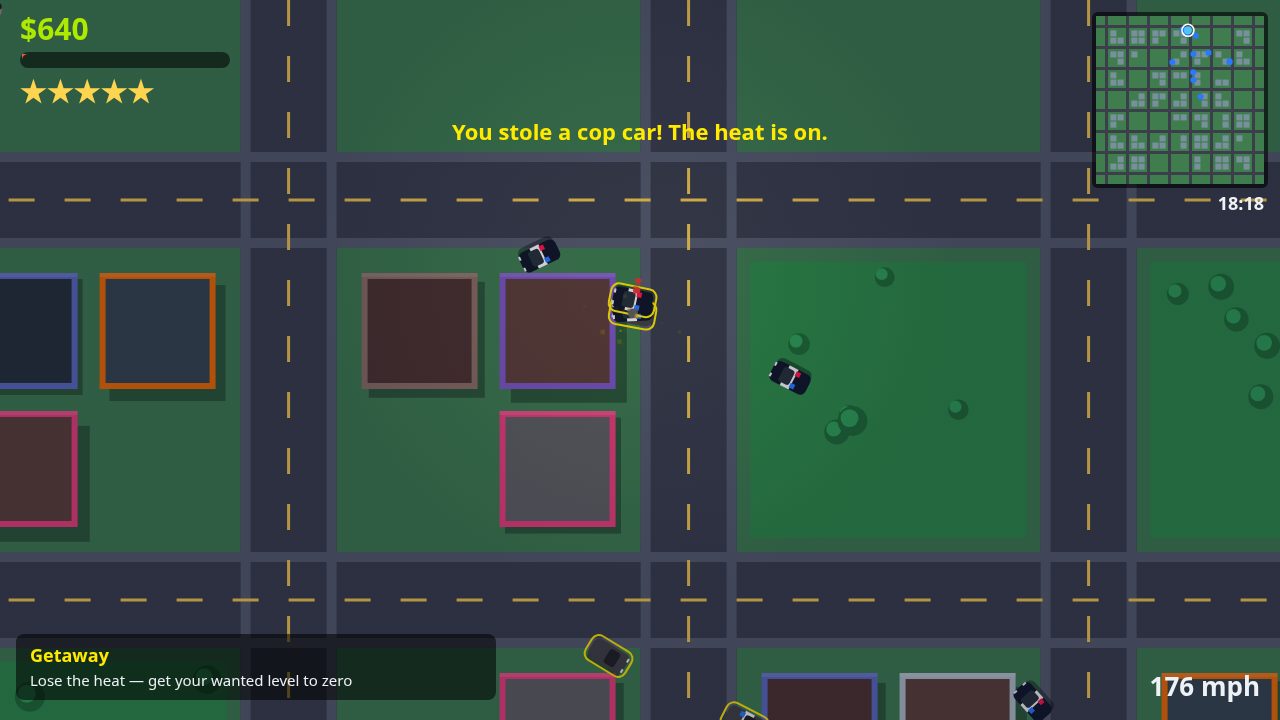 $640
★★★★★
You stole a cop car! The heat is on.
18:18
Getaway
Lose the heat — get your wanted level to zero
176 mph